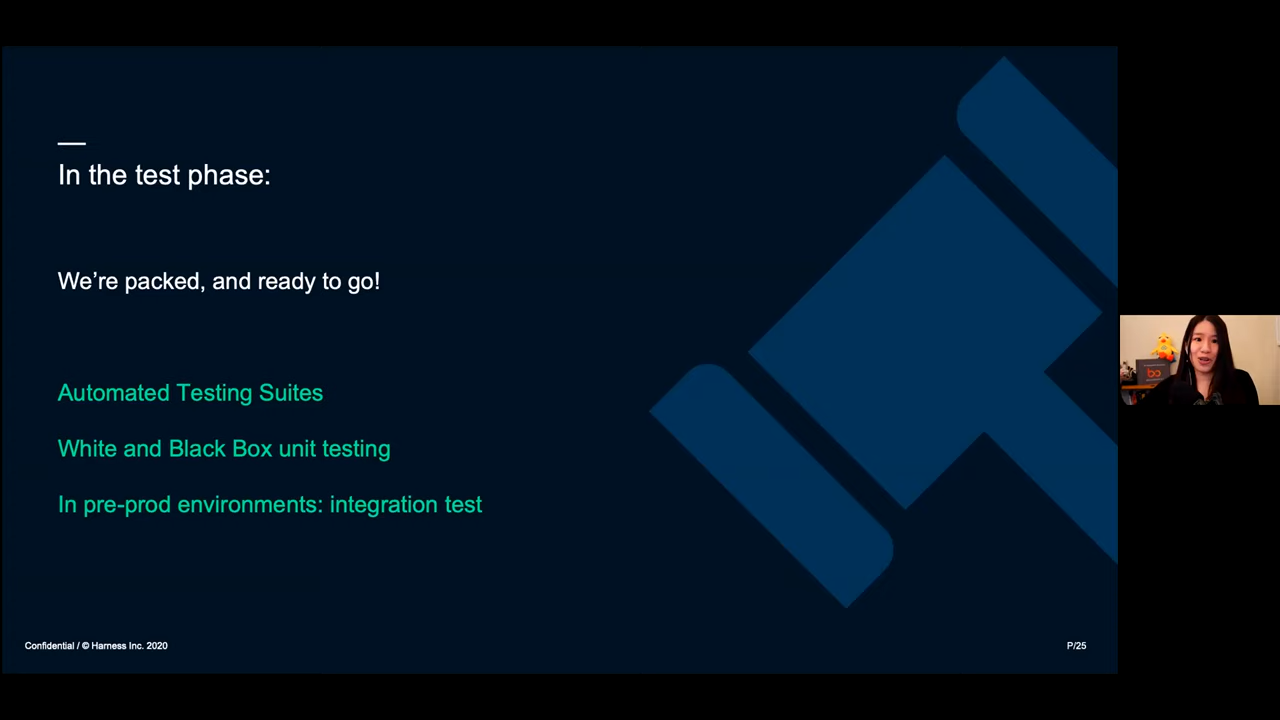 In the test phase:
We’re packed, and ready to go!
Automated Testing Suites
White and Black Box unit testing
In pre-prod environments: integration test
Confidential / © Harness Inc. 2020
P/25